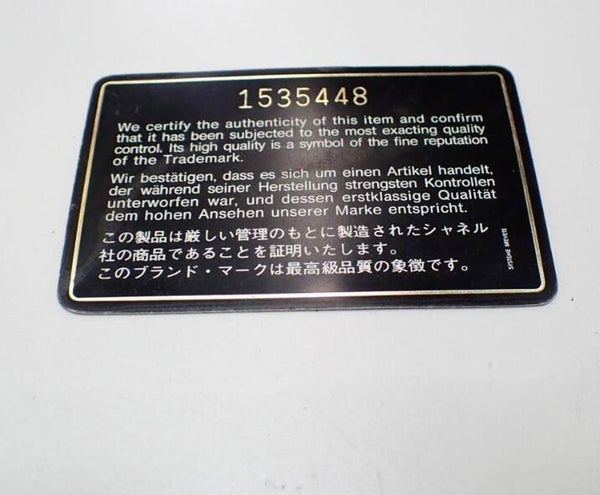 1535448
We certify the authenticity of this item and confirm
that it has been subjected to the most exacting quality
control. Its high quality is a symbol of the fine reputation
of the Trademark.
Wir bestätigen, dass es sich um einen Artikel handelt,
der während seiner Herstellung strengsten Kontrollen
unterworfen war, und dessen erstklassige Qualität
dem hohen Ansehen unserer Marke entspricht.
この製品は厳しい管理のもとに製造されたシャネル
社の商品であることを証明いたします。
このブランド・マークは最高級品質の象徴です。